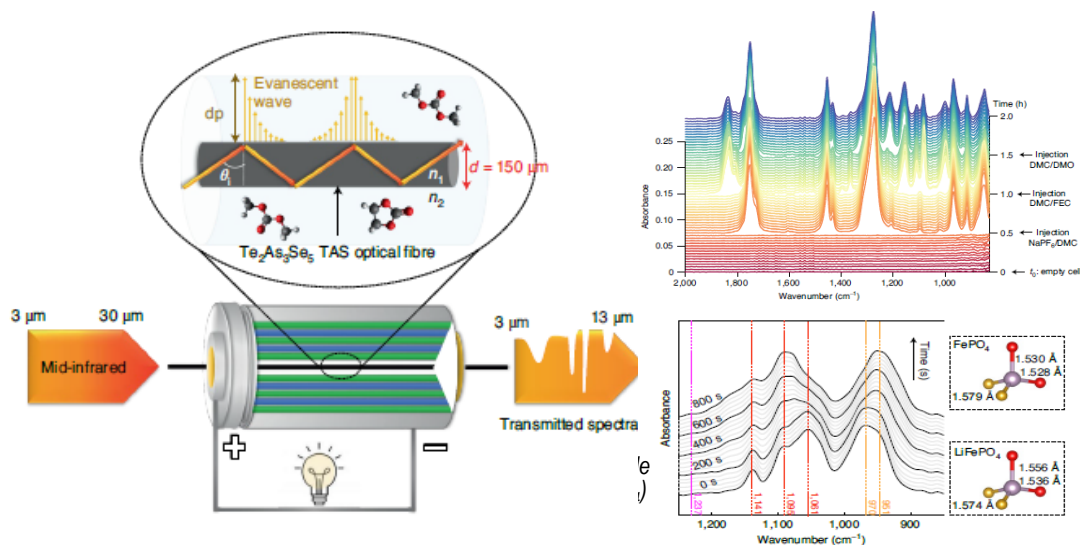 Evanescent
wave
dp
θi
n1
n2
d = 150 μm
Te2As3Se5 TAS optical fibre
3 μm
30 μm
Mid-infrared
3 μm
13 μm
Transmitted spectra
+
−
Absorbance
0.25
0.20
0.15
0.10
0.05
0
2,000
1,800
1,600
1,400
1,200
1,000
Wavenumber (cm−1)
Time (h)
2.0
1.5
Injection
DMC/DMO
1.0
Injection
DMC/FEC
0.5
Injection
NaPF6/DMC
0
t0: empty cel
Absorbance
Time (s)
800 s
600 s
400 s
200 s
0 s
1,237
1,141
1,095
1,061
970
951
1,200
1,100
1,000
900
Wavenumber (cm−1)
FePO4
1.530 Å
1.528 Å
1.579 Å
LiFePO4
1.556 Å
1.536 Å
1.574 Å